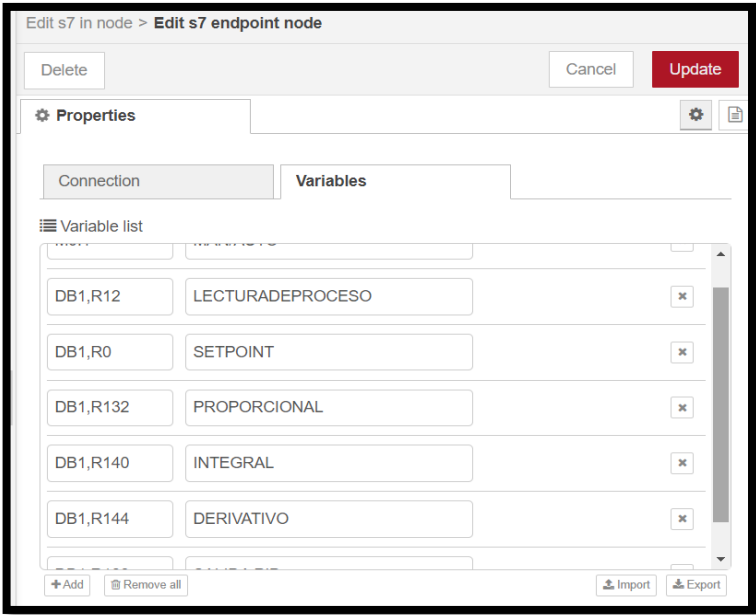 Edit s7 in node > Edit s7 endpoint node
Delete Cancel Update
Properties
Connection Variables
Variable list
DB1,R12 LECTURADEPROCESO
DB1,R0 SETPOINT
DB1,R132 PROPORCIONAL
DB1,R140 INTEGRAL
DB1,R144 DERIVATIVO
Add Remove all Import Export